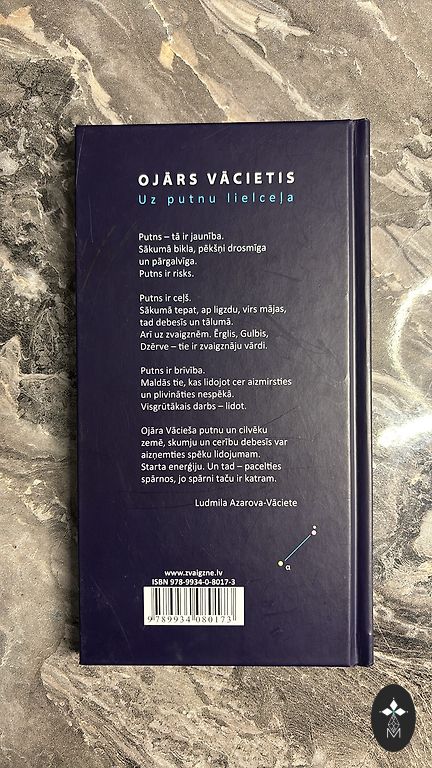 OJĀRS VĀCIETIS
Uz putnu lielceļa
Putns – tā ir jaunība.
Sākumā bikla, pēkšņi drosmīga
un pārgalvīga.
Putns ir risks.
Putns ir ceļš.
Sākumā tepat, ap ligzdu, virs mājas,
tad debesīs un tālumā.
Arī uz zvaigznēm. Ērglis, Gulbis,
Dzērve – tie ir zvaigznāju vārdi.
Putns ir brīvība.
Maldās tie, kas lidojot cer aizmirsties
un plivināties nespēkā.
Visgrūtākais darbs – lidot.
Ojāra Vācieša putnu un cilvēku
zemē, skumju un cerību debesīs var
aizņemties spēku lidojumam.
Starta enerģiju. Un tad – pacelties
spārnos, jo spārni taču ir katram.
Ludmila Azarova-Vāciete
α
www.zvaigzne.lv
ISBN 978-9934-0-8017-3
9 789934 080173
M